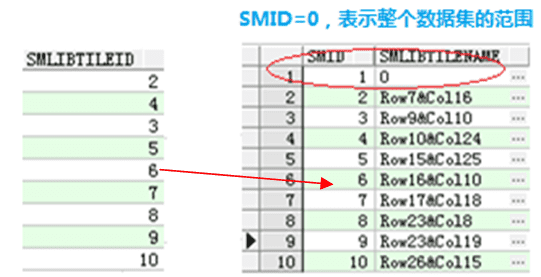 SMID=0，表示整个数据集的范围
SMLIBTILEID
2
4
3
5
6
7
8
9
10
SMID SMLIBTILENAME
1 1 0 ...
2 2 Row7&Col16 ...
3 3 Row9&Col10 ...
4 4 Row10&Col24 ...
5 5 Row15&Col25 ...
6 6 Row16&Col10 ...
7 7 Row17&Col18 ...
8 8 Row23&Col8 ...
9 9 Row23&Col19 ...
10 10 Row26&Col15 ...